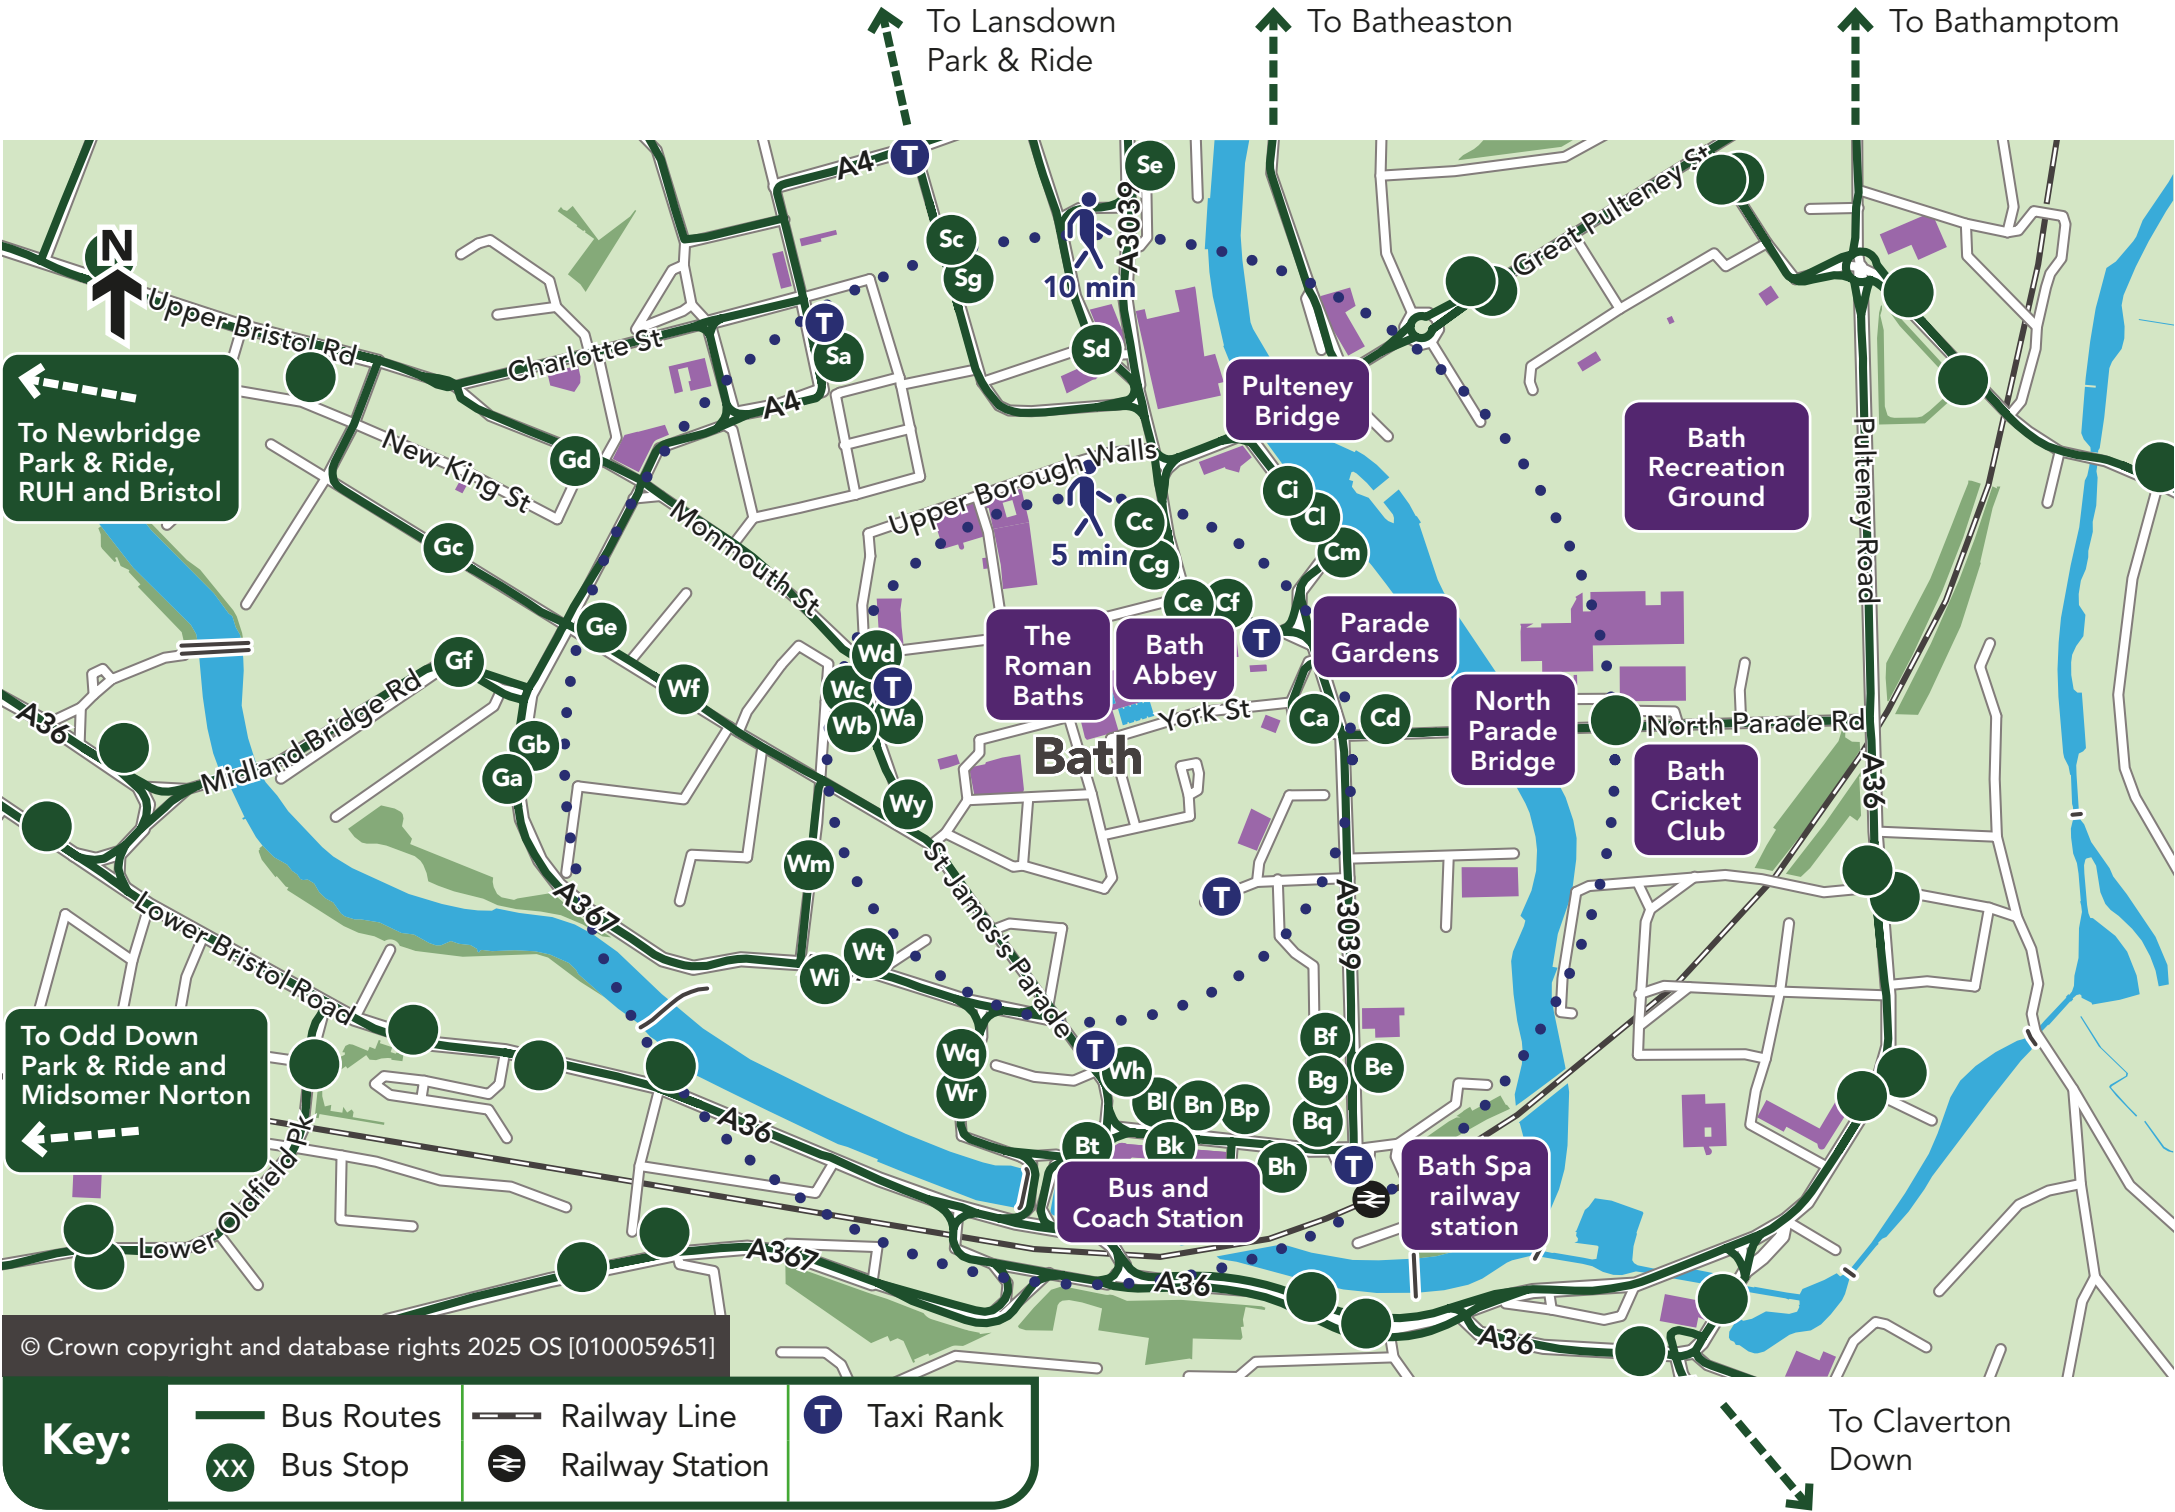 To Lansdown
Park & Ride
To Batheaston
To Bathamptom
A4
T
Se
A3039
Great Pulteney St
N
Sc
Sg
10 min
Upper Bristol Rd
Charlotte St
T
Sa
Sd
A4
Pulteney
Bridge
To Newbridge
Park & Ride,
RUH and Bristol
New King St
Gd
Upper Borough Walls
Bath
Recreation
Ground
Pulteney Road
Monmouth St
Gc
5 min
Cc
Cg
Ci
Cl
Cm
Ce
Cf
T
Ge
The
Roman
Baths
Bath
Abbey
Parade
Gardens
Gf
Wd
Wf
Wc
T
Wb
Wa
York St
Ca
Cd
North
Parade
Bridge
North Parade Rd
A36
Midland Bridge Rd
Gb
Ga
Bath
Wy
Bath
Cricket
Club
A36
Wm
St James's Parade
T
A3039
A367
Lower Bristol Road
Wt
Wi
To Odd Down
Park & Ride and
Midsomer Norton
Wq
Wr
T
Wh
Bl
Bn
Bp
Bf
Bg
Be
Bq
Bt
Bk
Bh
T
A36
Lower Oldfield Pk
Bus and
Coach Station
Bath Spa
railway
station
A367
A36
A36
© Crown copyright and database rights 2025 OS [0100059651]
Key:
Bus Routes
XX
Bus Stop
Railway Line
Railway Station
T
Taxi Rank
To Claverton
Down